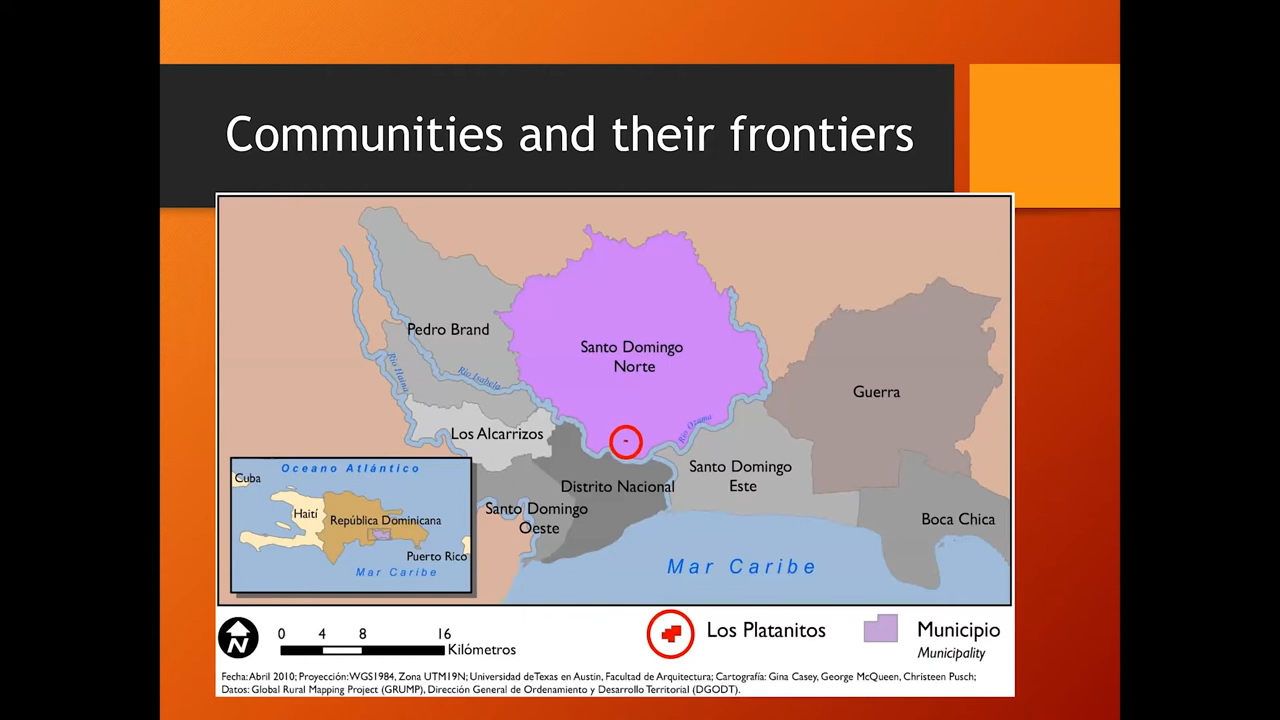 Communities and their frontiers
Pedro Brand
Santo Domingo
Norte
Río Haina
Río Isabela
Guerra
Los Alcarrizos
Río Ozama
Santo Domingo
Este
Distrito Nacional
Santo Domingo
Oeste
Boca Chica
Mar Caribe
Oceano Atlántico
Cuba
Haití
República Dominicana
Puerto Rico
Mar Caribe
N
0 4 8 16
Kilómetros
Los Platanitos
Municipio
Municipality
Fecha: Abril 2010; Proyección: WGS1984, Zona UTM19N; Universidad de Texas en Austin, Facultad de Arquitectura; Cartografía: Gina Casey, George McQueen, Christeen Pusch;
Datos: Global Rural Mapping Project (GRUMP), Dirección General de Ordenamiento y Desarrollo Territorial (DGODT).